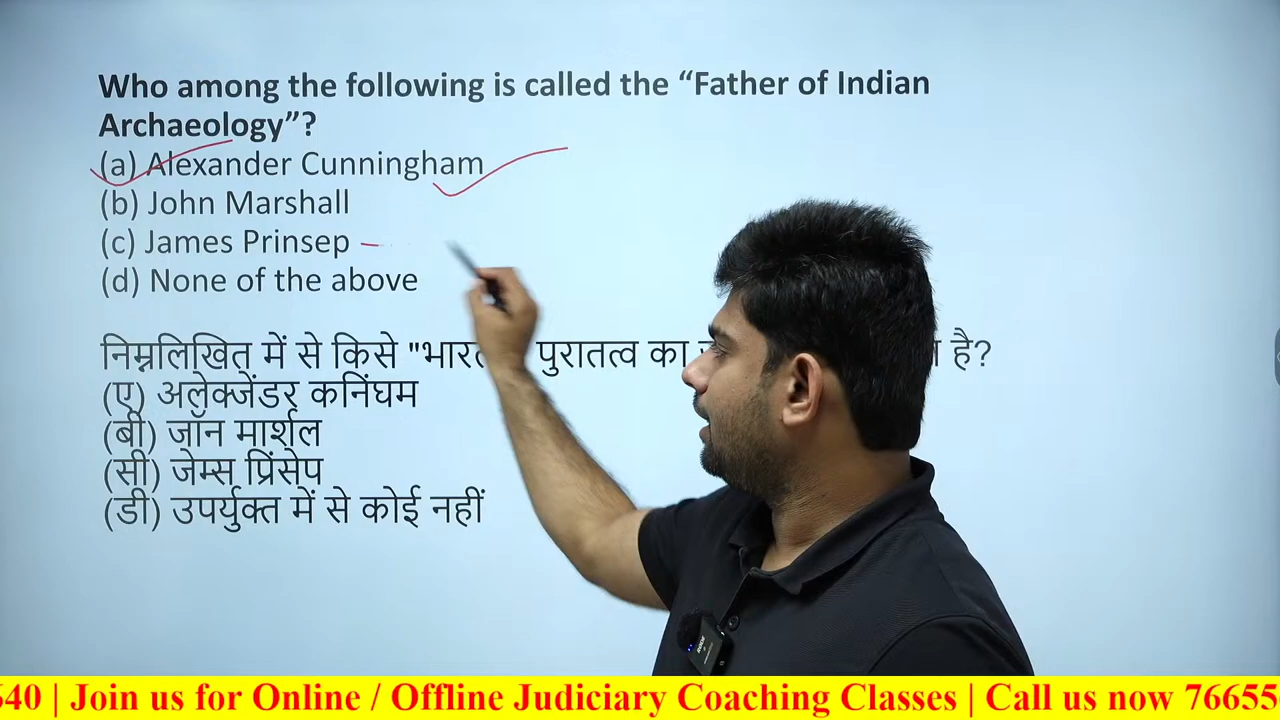 Who among the following is called the “Father of Indian
Archaeology”?
(a) Alexander Cunningham
(b) John Marshall
(c) James Prinsep
(d) None of the above
निम्नलिखित में से किसे "भारत पुरातत्व का है?
(ए) अलेक्जेंडर कनिंघम
(बी) जॉन मार्शल
(सी) जेम्स प्रिंसेप
(डी) उपर्युक्त में से कोई नहीं
640 | Join us for Online / Offline Judiciary Coaching Classes | Call us now 76655